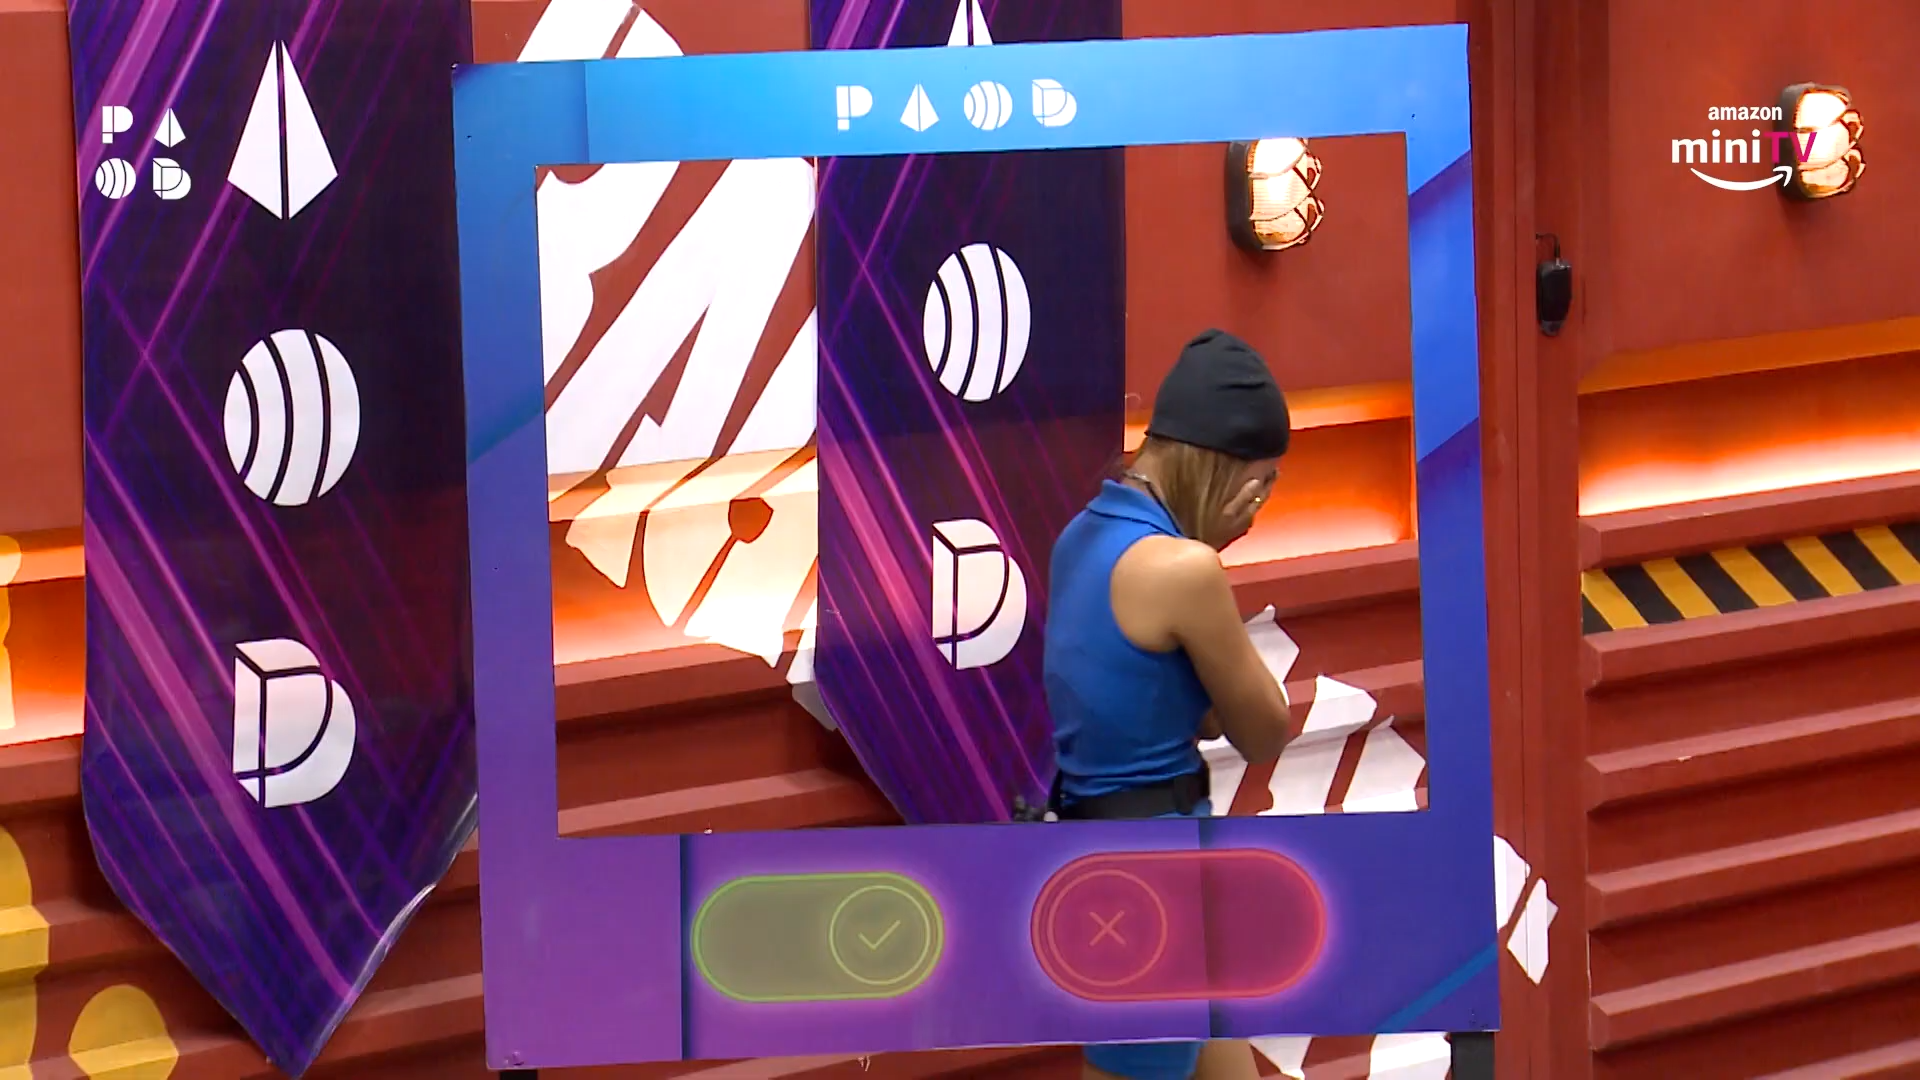 P A
O D
P A O D
amazon
miniTV
O
D
O
D